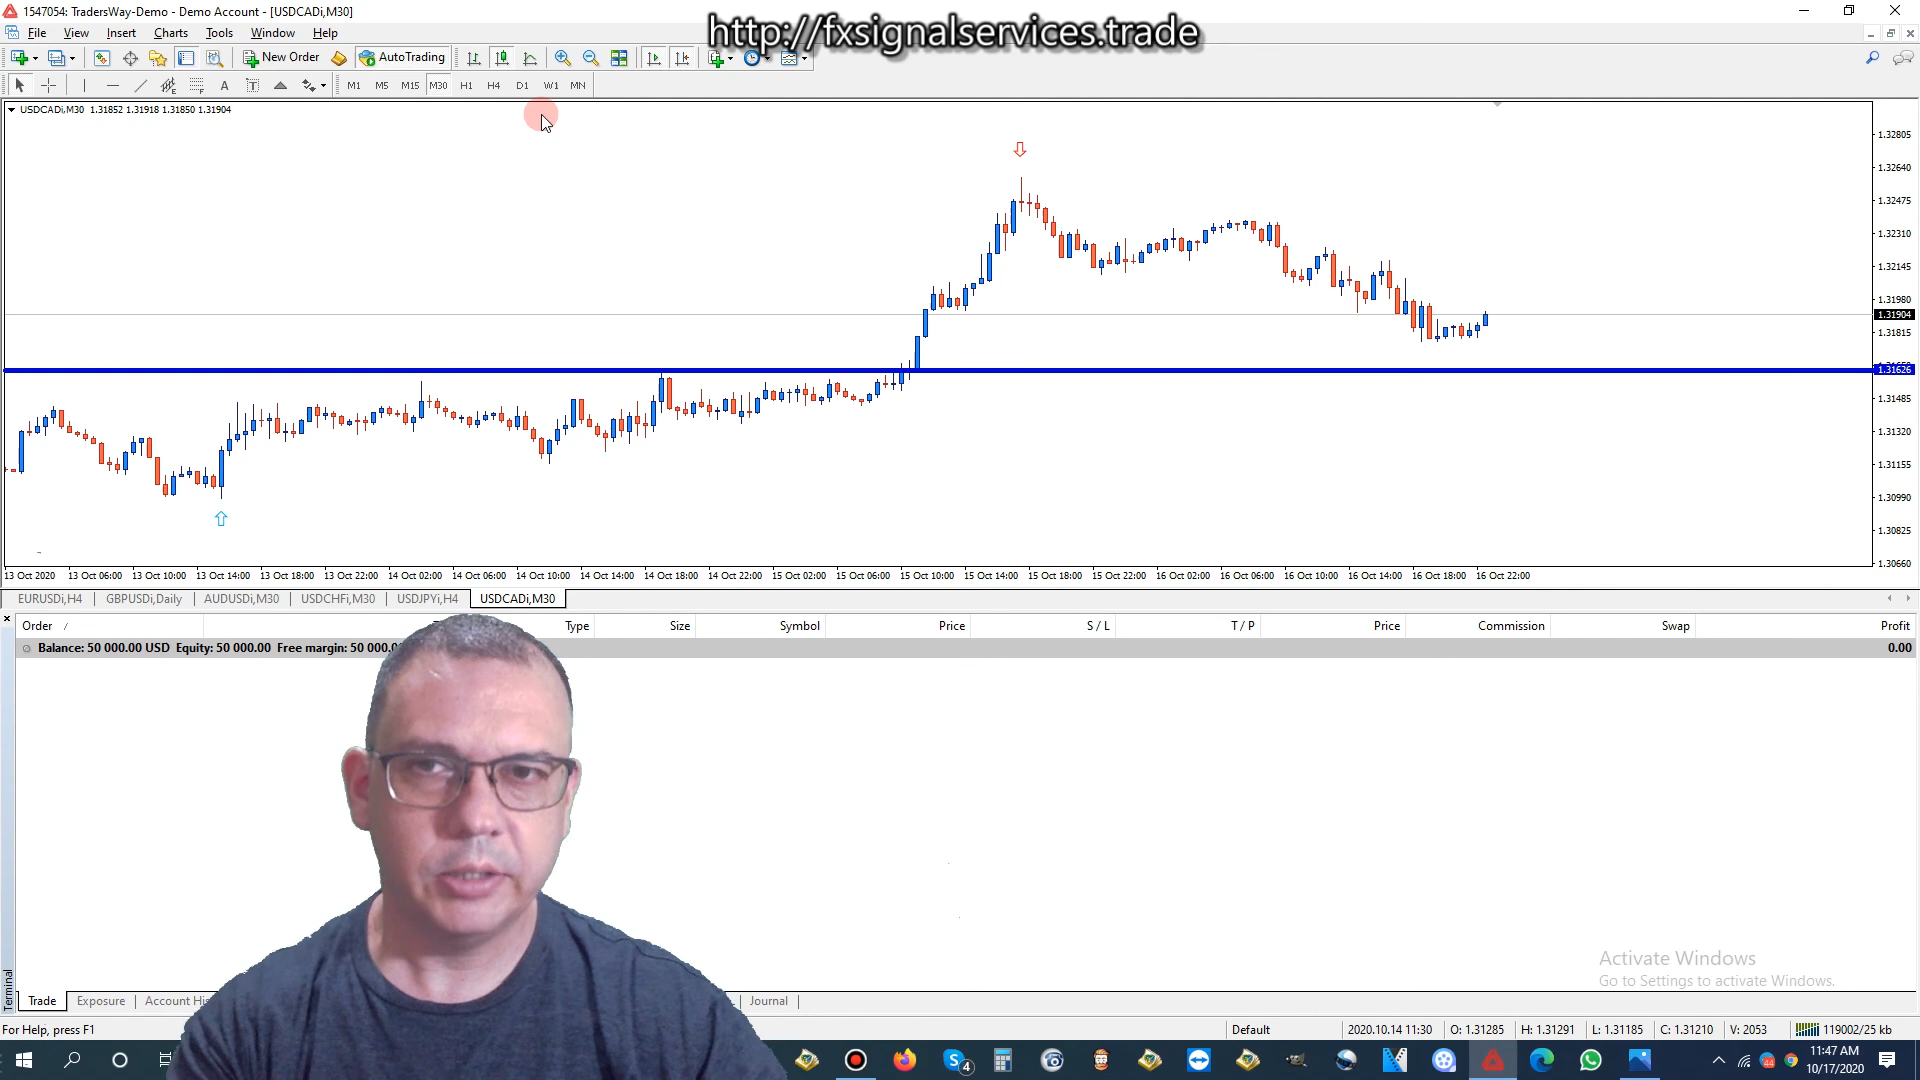 1547054: TradersWay-Demo - Demo Account - [USDCADi,M30]
http://fxsignalservices.trade
File View Insert Charts Tools Window Help
New Order AutoTrading
A T M1 M5 M15 M30 H1 H4 D1 W1 MN
USDCADi,M30 1.31852 1.31918 1.31850 1.31904
1.32805
1.32640
1.32475
1.32310
1.32145
1.31980
1.31904
1.31815
1.31626
1.31485
1.31320
1.31155
1.30990
1.30825
1.30660
13 Oct 2020 13 Oct 06:00 13 Oct 10:00 13 Oct 14:00 13 Oct 18:00 13 Oct 22:00 14 Oct 02:00 14 Oct 06:00 14 Oct 10:00 14 Oct 14:00 14 Oct 18:00 14 Oct 22:00 15 Oct 02:00 15 Oct 06:00 15 Oct 10:00 15 Oct 14:00 15 Oct 18:00 15 Oct 22:00 16 Oct 02:00 16 Oct 06:00 16 Oct 10:00 16 Oct 14:00 16 Oct 18:00 16 Oct 22:00
EURUSDi,H4 GBPUSDi,Daily AUDUSDi,M30 USDCHFi,M30 USDJPYi,H4 USDCADi,M30
Order / Type Size Symbol Price S / L T / P Price Commission Swap Profit
Balance: 50 000.00 USD Equity: 50 000.00 Free margin: 50 000.0 0.00
Activate Windows
Go to Settings to activate Windows.
Terminal
Trade Exposure Account His Journal
For Help, press F1 Default 2020.10.14 11:30 O: 1.31285 H: 1.31291 L: 1.31185 C: 1.31210 V: 2053 119002/25 kb
4 44 11:47 AM
10/17/2020